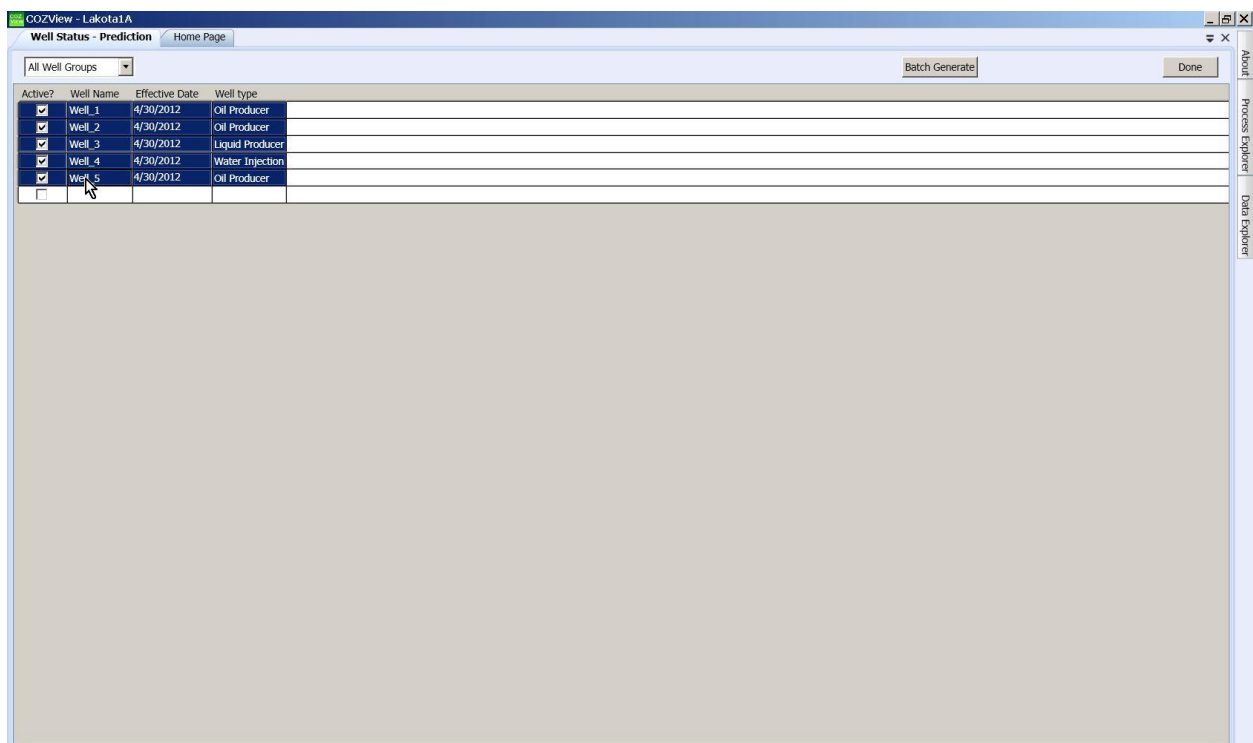 COZView - Lakota1A
Well Status - Prediction Home Page
All Well Groups Batch Generate Done
Active? Well Name Effective Date Well type
Well_1 4/30/2012 Oil Producer
Well_2 4/30/2012 Oil Producer
Well_3 4/30/2012 Liquid Producer
Well_4 4/30/2012 Water Injection
Well_5 4/30/2012 Oil Producer
About
Process Explorer
Data Explorer